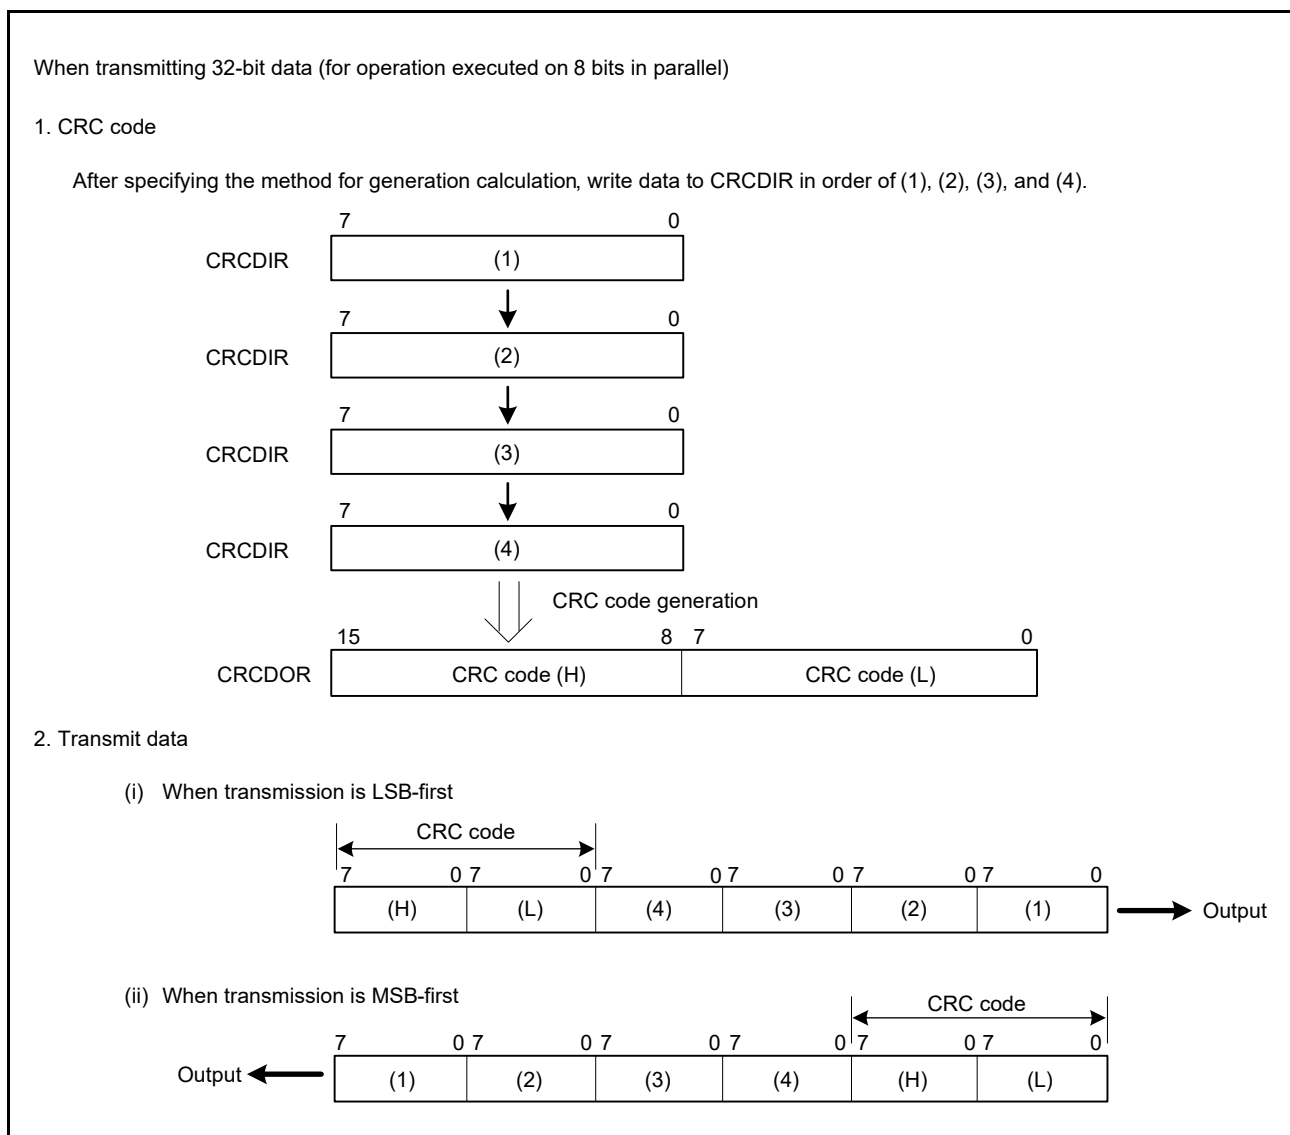 When transmitting 32-bit data (for operation executed on 8 bits in parallel)
1. CRC code
After specifying the method for generation calculation, write data to CRCDIR in order of (1), (2), (3), and (4).
7 0
CRCDIR (1)
7 0
CRCDIR (2)
7 0
CRCDIR (3)
7 0
CRCDIR (4)
CRC code generation
15 8 7 0
CRCDOR CRC code (H) CRC code (L)
2. Transmit data
(i) When transmission is LSB-first
CRC code
7 0 7 0 7 0 7 0 7 0 7 0
(H) (L) (4) (3) (2) (1) Output
(ii) When transmission is MSB-first
CRC code
7 0 7 0 7 0 7 0 7 0 7 0
Output (1) (2) (3) (4) (H) (L)